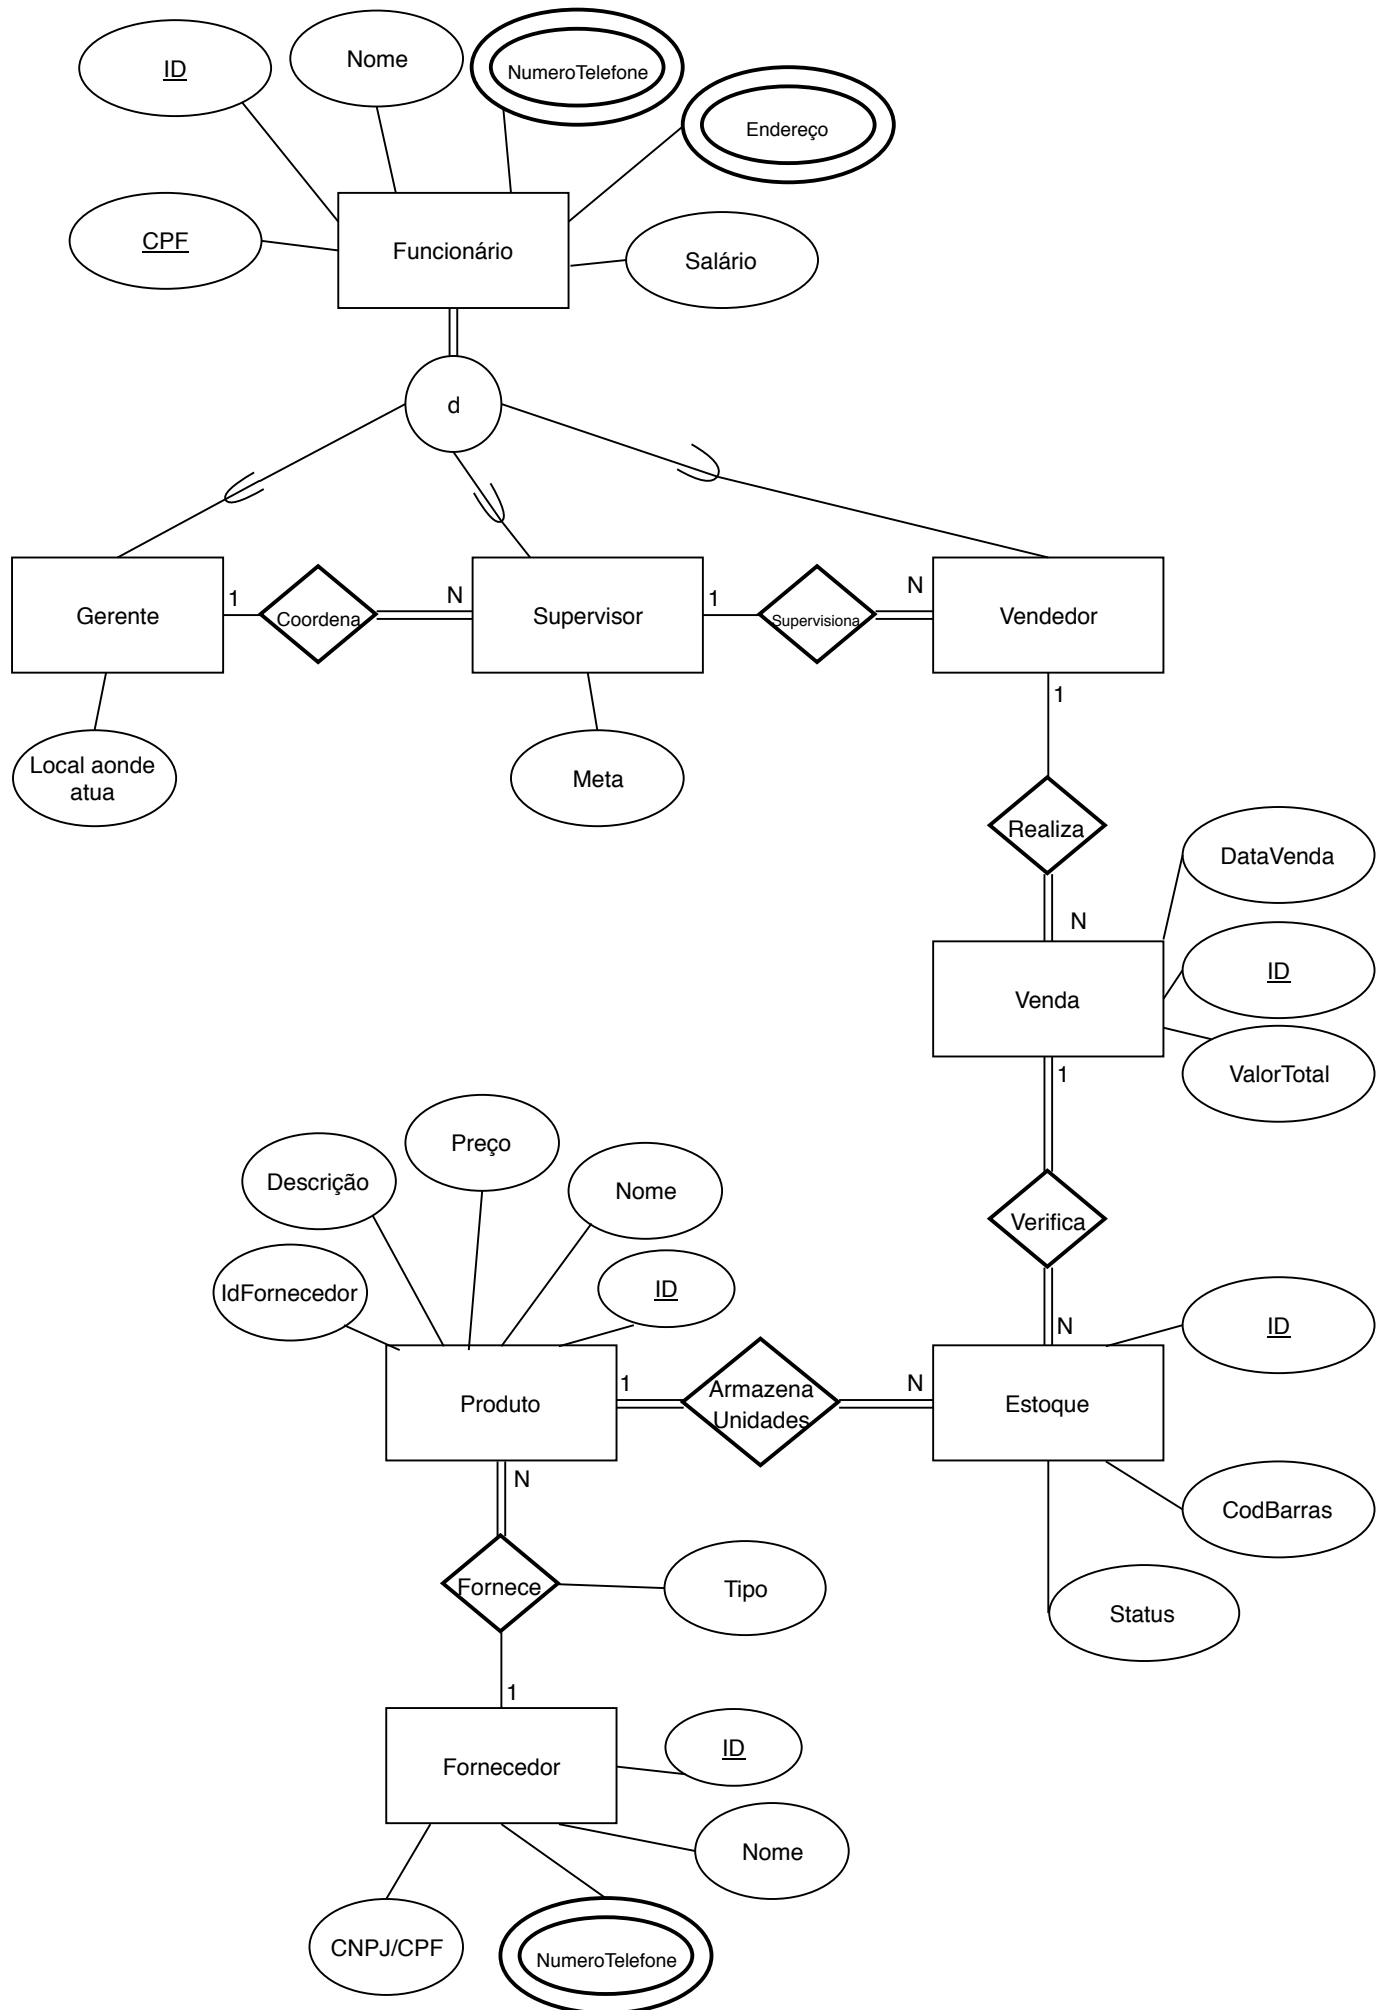 ID
Nome
NumeroTelefone
Endereço
CPF
Funcionário
Salário
d
Gerente
1
Coordena
N
Supervisor
1
Supervisiona
N
Vendedor
1
Local aonde
atua
Meta
Realiza
DataVenda
N
ID
Venda
ValorTotal
1
Preço
Descrição
Nome
Verifica
IdFornecedor
ID
N
ID
Produto
1
Armazena
Unidades
N
Estoque
N
CodBarras
Fornece
Tipo
Status
1
Fornecedor
ID
Nome
CNPJ/CPF
NumeroTelefone